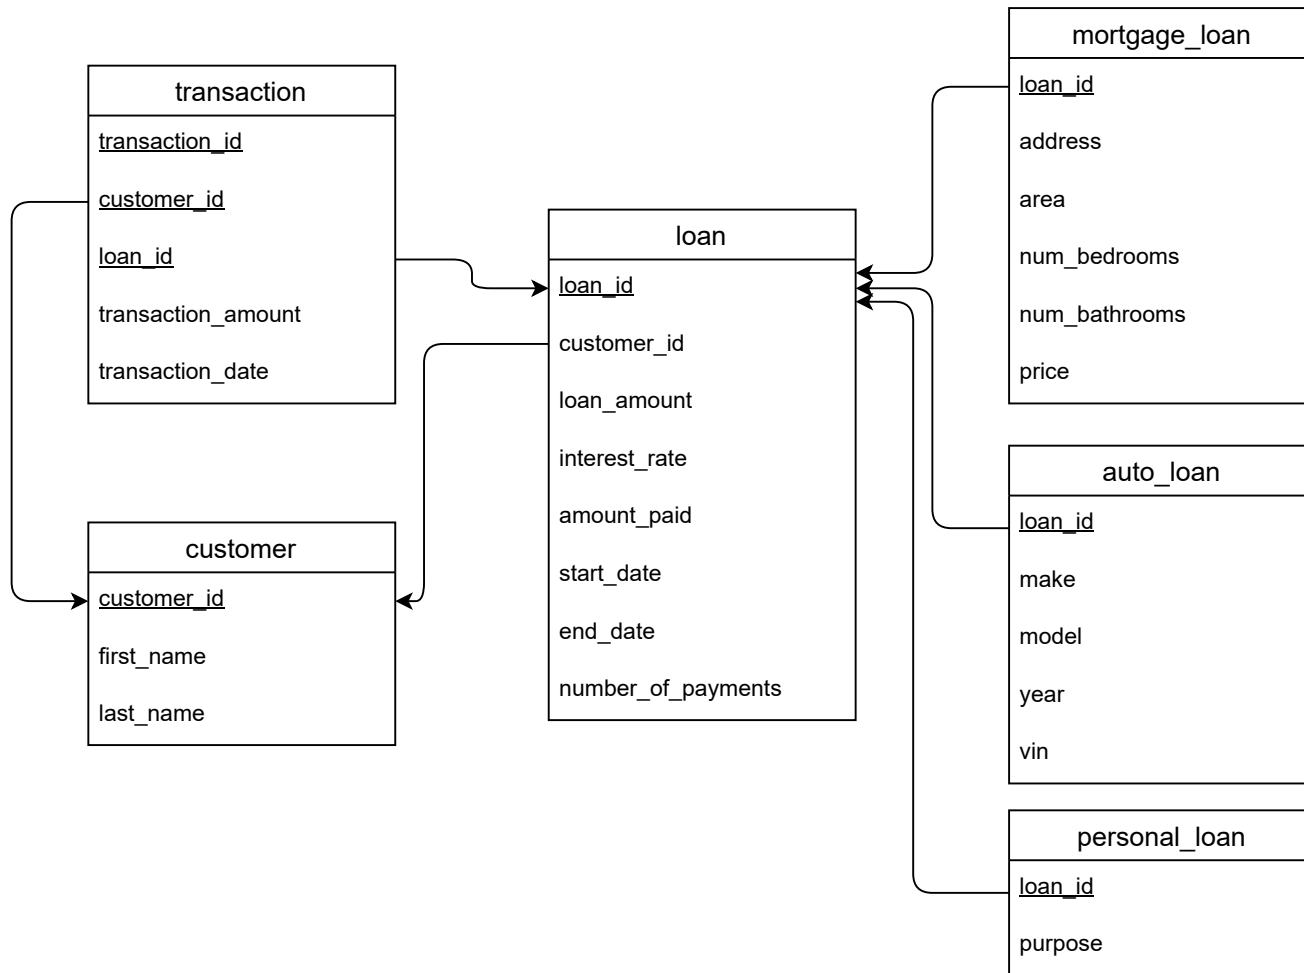 transaction
transaction_id
customer_id
loan_id
transaction_amount
transaction_date
customer
customer_id
first_name
last_name
loan
loan_id
customer_id
loan_amount
interest_rate
amount_paid
start_date
end_date
number_of_payments
mortgage_loan
loan_id
address
area
num_bedrooms
num_bathrooms
price
auto_loan
loan_id
make
model
year
vin
personal_loan
loan_id
purpose